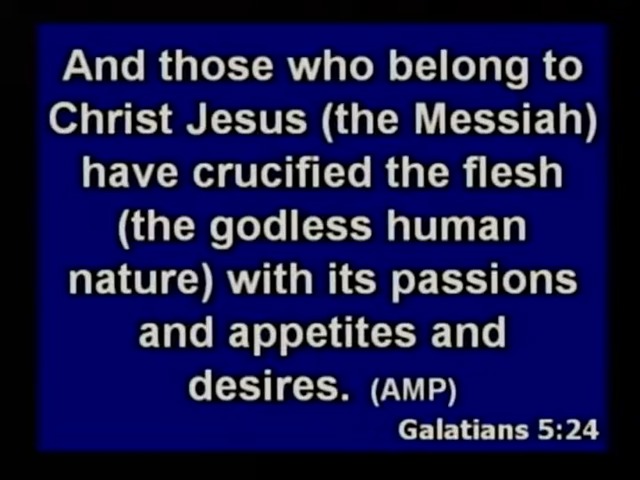 And those who belong to
Christ Jesus (the Messiah)
have crucified the flesh
(the godless human
nature) with its passions
and appetites and
desires. (AMP)
Galatians 5:24